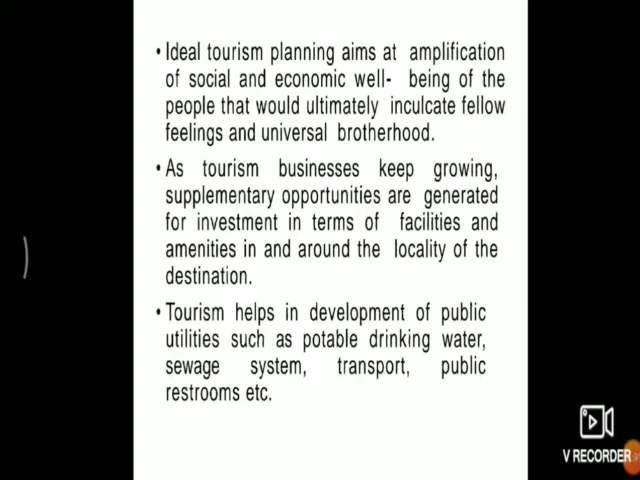 • Ideal tourism planning aims at amplification
of social and economic well- being of the
people that would ultimately inculcate fellow
feelings and universal brotherhood.
• As tourism businesses keep growing,
supplementary opportunities are generated
for investment in terms of facilities and
amenities in and around the locality of the
destination.
• Tourism helps in development of public
utilities such as potable drinking water,
sewage system, transport, public
restrooms etc.
V RECORDER